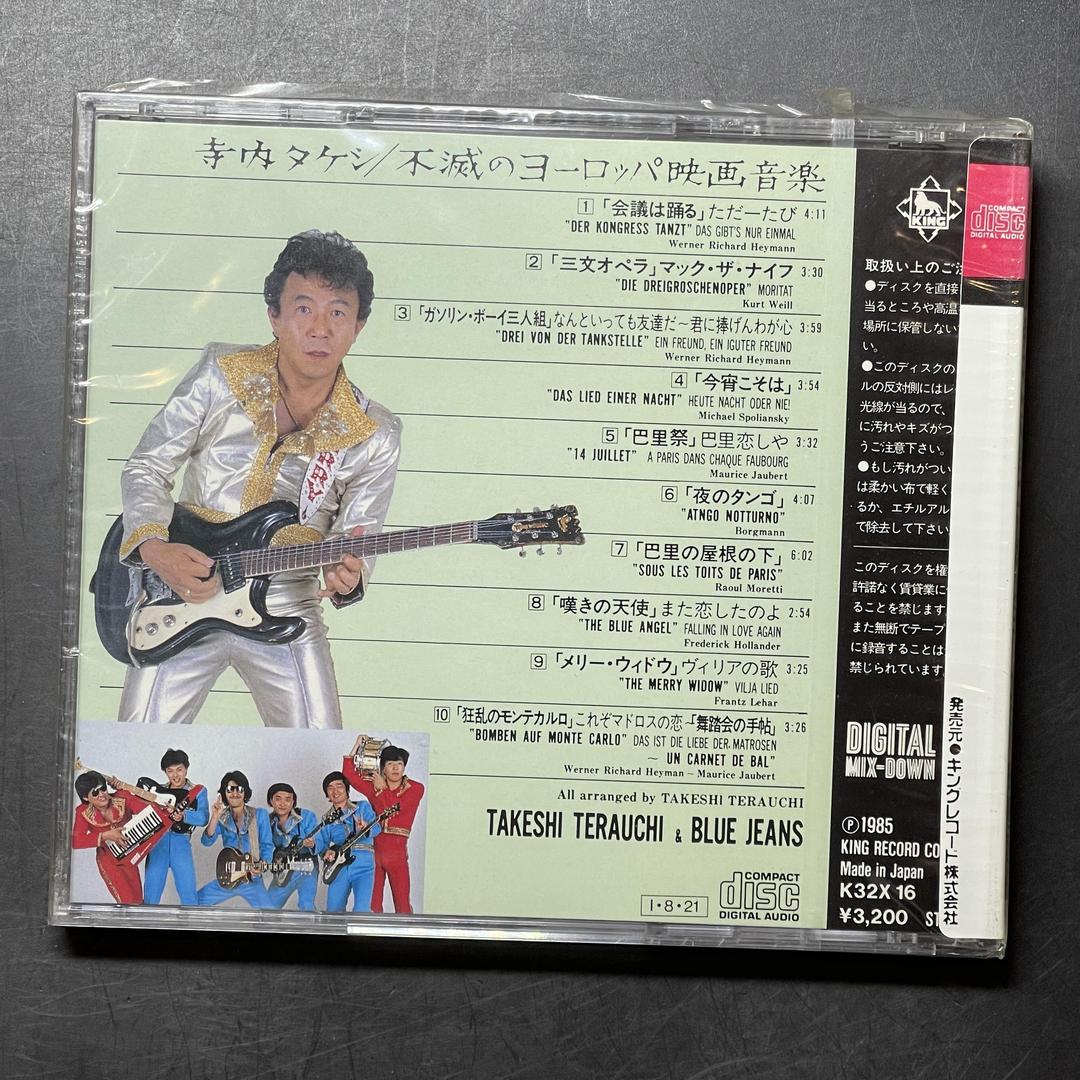 寺内タケシ/不滅のヨーロッパ映画音楽
1 「会議は踊る」ただ一たび 4:11
"DER KONGRESS TANZT" DAS GIBT'S NUR EINMAL
Werner Richard Heymann
2 「三文オペラ」マック・ザ・ナイフ 3:30
"DIE DREIGROSCHENOPER" MORITAT
Kurt Weill
3 「ガソリン・ボーイ三人組」なんといっても友達だ～君に捧げんわが心 3:59
"DREI VON DER TANKSTELLE" EIN FREUND, EIN IGUTER FREUND
Werner Richard Heymann
4 「今宵こそは」 3:54
"DAS LIED EINER NACHT" HEUTE NACHT ODER NIE!
Michael Spoliansky
5 「巴里祭」巴里恋しや 3:32
"14 JUILLET" A PARIS DANS CHAQUE FAUBOURG
Maurice Jaubert
6 「夜のタンゴ」 4:07
"ATNGO NOTTURNO"
Borgmann
7 「巴里の屋根の下」 6:02
"SOUS LES TOITS DE PARIS"
Raoul Moretti
8 「嘆きの天使」また恋したのよ 2:54
"THE BLUE ANGEL" FALLING IN LOVE AGAIN
Frederick Hollander
9 「メリー・ウィドウ」ヴィリアの歌 3:25
"THE MERRY WIDOW" VILJA LIED
Frantz Lehar
10 「狂乱のモンテカルロ」これぞマドロスの恋～「舞踏会の手帖」 3:26
"BOMBEN AUF MONTE CARLO" DAS IST DIE LIEBE DER, MATROSEN
～ UN CARNET DE BAL"
Werner Richard Heyman ～ Maurice Jaubert
All arranged by TAKESHI TERAUCHI
TAKESHI TERAUCHI & BLUE JEANS
COMPACT
disc
DIGITAL AUDIO
I・8・21
KING
COMPACT
disc
DIGITAL AUDIO
取扱い上のご注
●ディスクを直接
当るところや高温
場所に保管しない
い。
●このディスクの
ルの反対側にはレ
光線が当るので、
に汚れやキズがつ
うご注意下さい。
●もし汚れがつい
は柔かい布で軽く
るか、エチルアル
で除去して下さい
このディスクを権
許諾なく賃貸業に
ることを禁じます
また無断でテープ
に録音することは
禁じられています
DIGITAL
MIX-DOWN
Ⓟ1985
KING RECORD CO
Made in Japan
K32X 16
¥3,200 ST
発売元●キングレコード株式会社